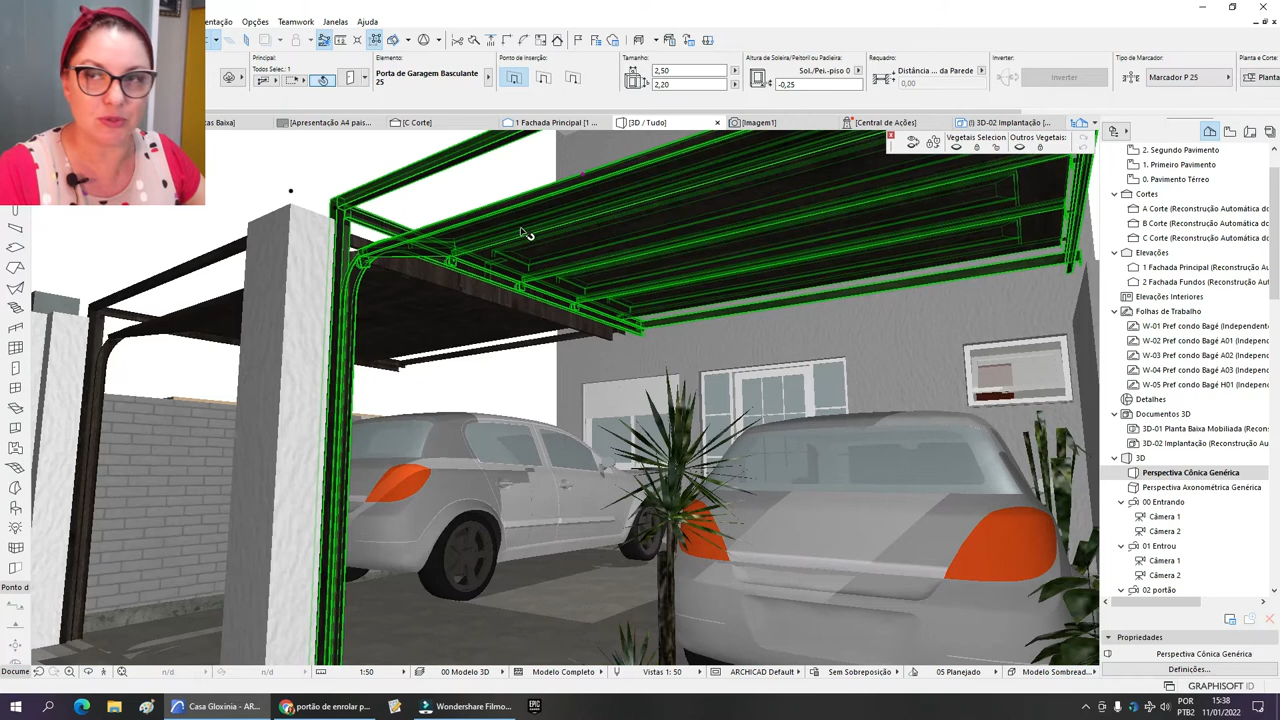 Opções Teamwork Janelas Ajuda
Principal:
Todos Selec.: 1
Elemento:
Porta de Garagem Basculante
25
Ponto de Inserção:
Tamanho:
2,50
2,20
Altura de Soleira/Peitoril ou Padieira:
Sol./Pei.-piso 0
-0,25
Requadro:
Distância ... da Parede
0,00
Inverter
Tipo de Marcador:
Marcador P 25
Planta e Corte:
Planta
[Apresentação A4 pais...
[C Corte]
1 Fachada Principal [1 ...
[3D / Tudo]
[Imagem1]
[Central de Ações]
(I) 3D-02 Implantação [...
Vegetais Selecion
Outros Vegetais:
2. Segundo Pavimento
1. Primeiro Pavimento
0. Pavimento Térreo
Cortes
A Corte (Reconstrução Automática do
B Corte (Reconstrução Automática do
C Corte (Reconstrução Automática do
Elevações
1 Fachada Principal (Reconstrução Au
2 Fachada Fundos (Reconstrução Aut
Elevações Interiores
Folhas de Trabalho
W-01 Pref condo Bagé (Independente
W-02 Pref condo Bagé A01 (Independ
W-03 Pref condo Bagé A02 (Independ
W-04 Pref condo Bagé A03 (Independ
W-05 Pref condo Bagé H01 (Independ
Detalhes
Documentos 3D
3D-01 Planta Baixa Mobiliada (Recons
3D-02 Implantação (Reconstrução Aut
3D
Perspectiva Cônica Genérica
Perspectiva Axonométrica Genérica
00 Entrando
Câmera 1
Câmera 2
01 Entrou
Câmera 1
Câmera 2
02 portão
Ponto d
Docume
Propriedades
Perspectiva Cônica Genérica
Definições...
n/d
n/d
1:50
00 Modelo 3D
Modelo Completo
Vistas 1: 50
ARCHICAD Default
Sem Sobreposição
05 Planejado
Modelo Sombread...
GRAPHISOFT ID
Casa Gloxinia - AR...
portão de enrolar p...
Wondershare Filmo...
EPIC
POR
PTB2
15:38
11/01/2022